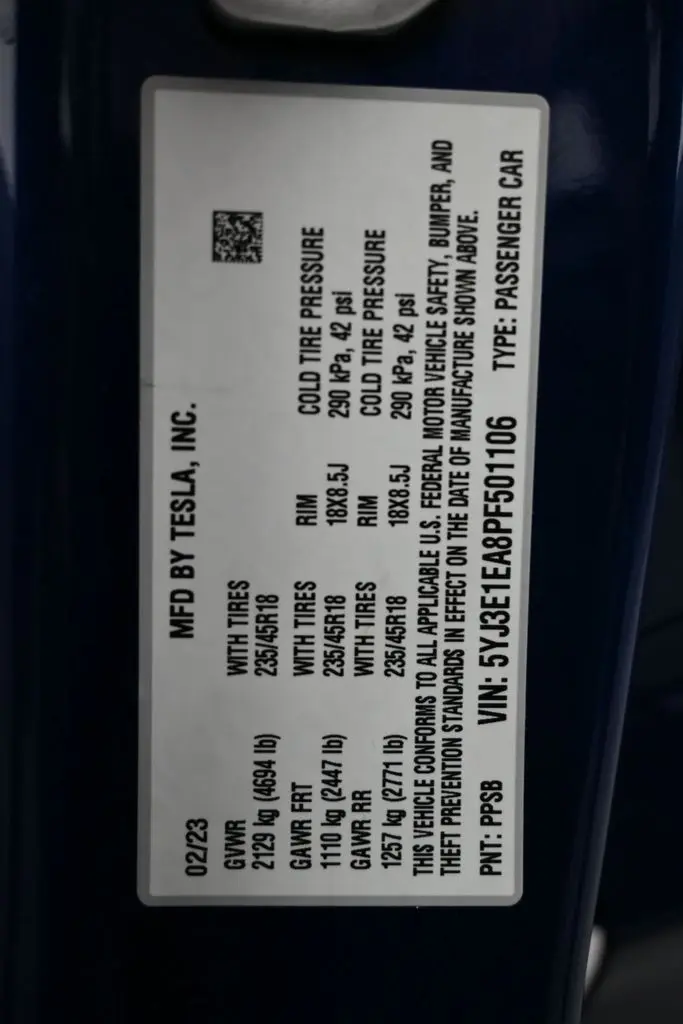 MFD BY TESLA, INC.
02/23
GVWR WITH TIRES
2129 kg (4694 lb) 235/45R18
GAWR FRT WITH TIRES RIM COLD TIRE PRESSURE
1110 kg (2447 lb) 235/45R18 18X8.5J 290 kPa, 42 psi
GAWR RR WITH TIRES RIM COLD TIRE PRESSURE
1257 kg (2771 lb) 235/45R18 18X8.5J 290 kPa, 42 psi
THIS VEHICLE CONFORMS TO ALL APPLICABLE U.S. FEDERAL MOTOR VEHICLE SAFETY, BUMPER, AND
THEFT PREVENTION STANDARDS IN EFFECT ON THE DATE OF MANUFACTURE SHOWN ABOVE.
PNT: PPSB VIN: 5YJ3E1EA8PF501106 TYPE: PASSENGER CAR